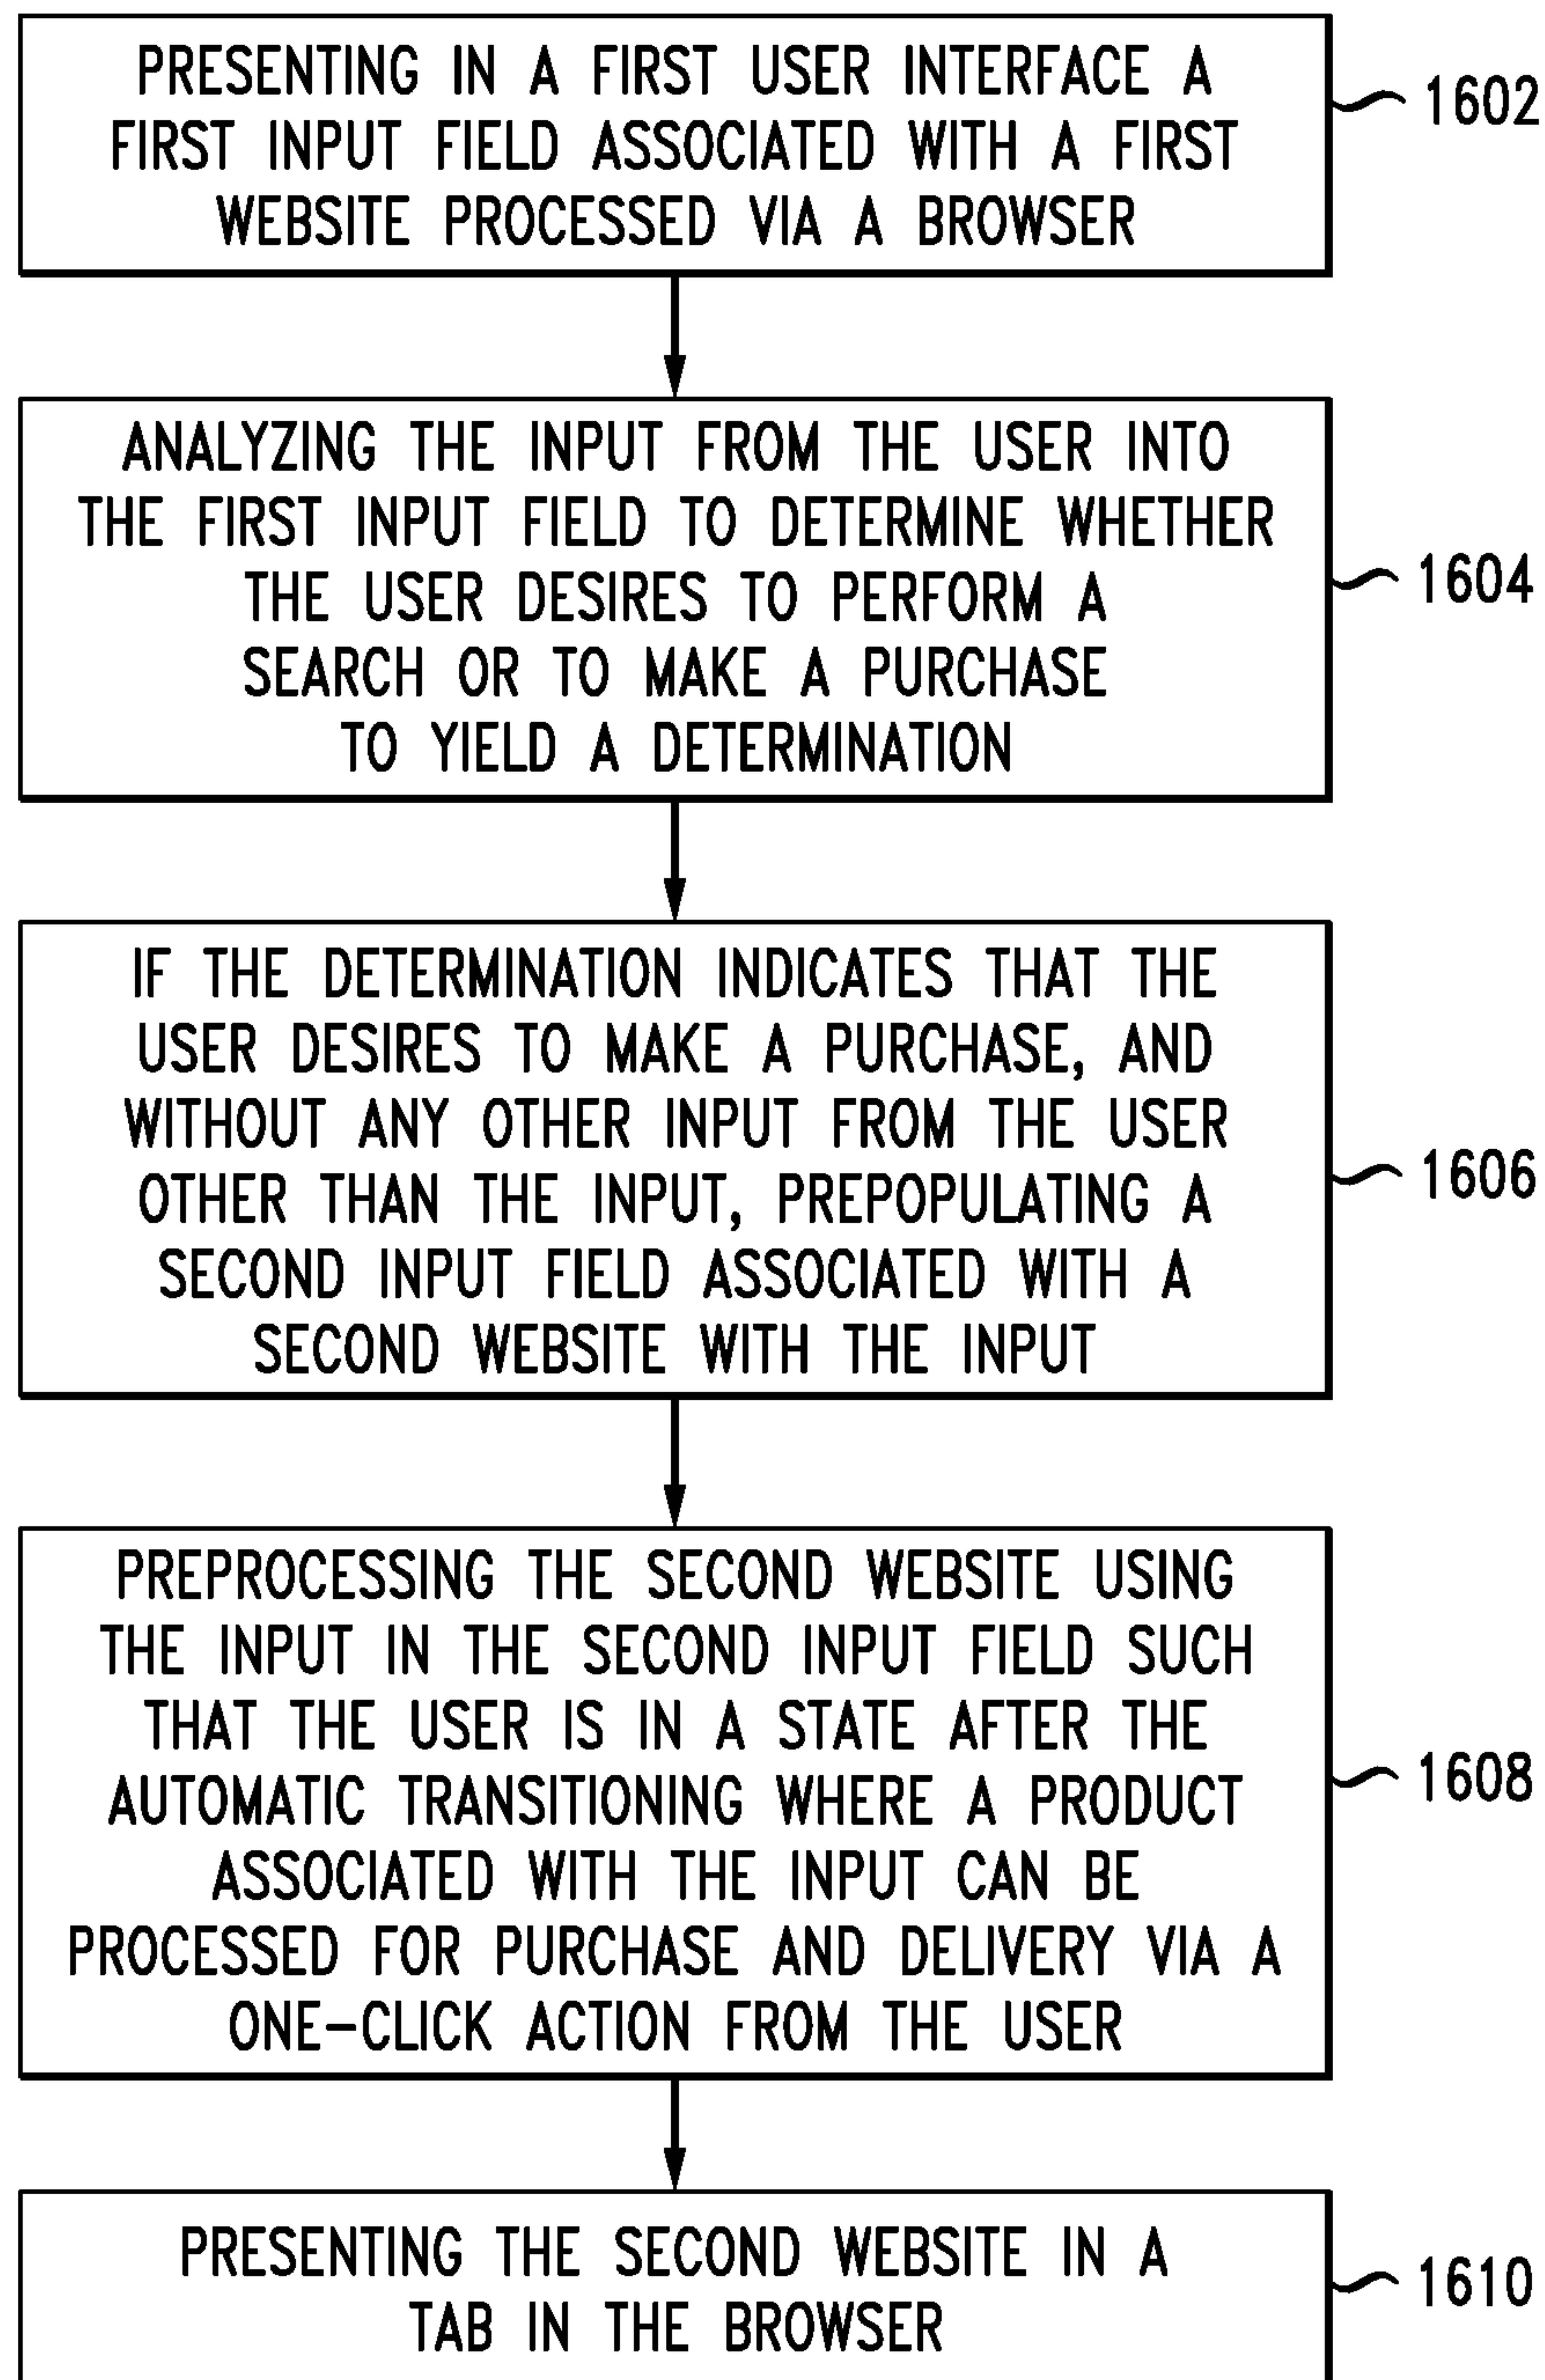 PRESENTING IN A FIRST USER INTERFACE A
FIRST INPUT FIELD ASSOCIATED WITH A FIRST
WEBSITE PROCESSED VIA A BROWSER
1602
ANALYZING THE INPUT FROM THE USER INTO
THE FIRST INPUT FIELD TO DETERMINE WHETHER
THE USER DESIRES TO PERFORM A
SEARCH OR TO MAKE A PURCHASE
TO YIELD A DETERMINATION
1604
IF THE DETERMINATION INDICATES THAT THE
USER DESIRES TO MAKE A PURCHASE, AND
WITHOUT ANY OTHER INPUT FROM THE USER
OTHER THAN THE INPUT, PREPOPULATING A
SECOND INPUT FIELD ASSOCIATED WITH A
SECOND WEBSITE WITH THE INPUT
1606
PREPROCESSING THE SECOND WEBSITE USING
THE INPUT IN THE SECOND INPUT FIELD SUCH
THAT THE USER IS IN A STATE AFTER THE
AUTOMATIC TRANSITIONING WHERE A PRODUCT
ASSOCIATED WITH THE INPUT CAN BE
PROCESSED FOR PURCHASE AND DELIVERY VIA A
ONE-CLICK ACTION FROM THE USER
1608
PRESENTING THE SECOND WEBSITE IN A
TAB IN THE BROWSER
1610